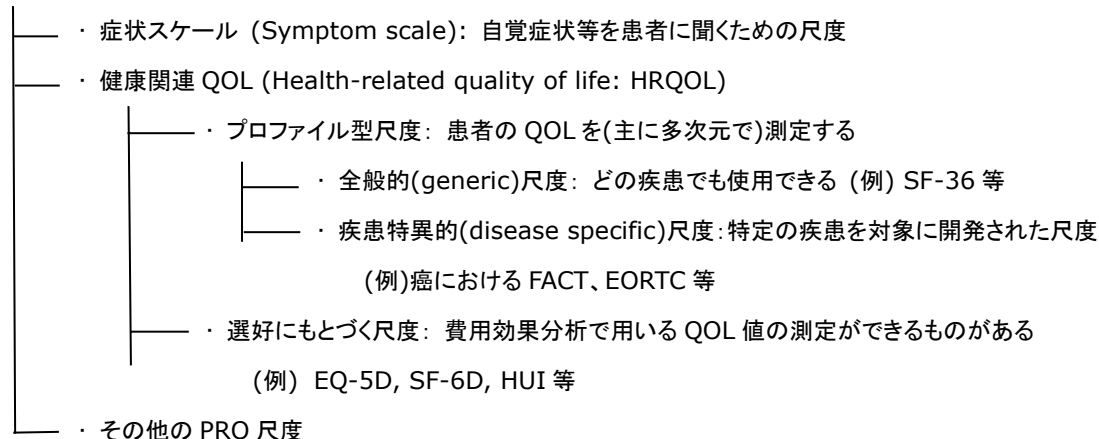 · 症状スケール (Symptom scale): 自覚症状等を患者に聞くための尺度
· 健康関連 QOL (Health-related quality of life: HRQOL)
· プロファイル型尺度: 患者の QOL を(主に多次元で)測定する
· 全般的(generic)尺度: どの疾患でも使用できる (例) SF-36 等
· 疾患特異的(disease specific)尺度:特定の疾患を対象に開発された尺度
(例)癌における FACT、EORTC 等
· 選好にもとづく尺度: 費用効果分析で用いる QOL 値の測定ができるものがある
(例) EQ-5D, SF-6D, HUI 等
· その他の PRO 尺度